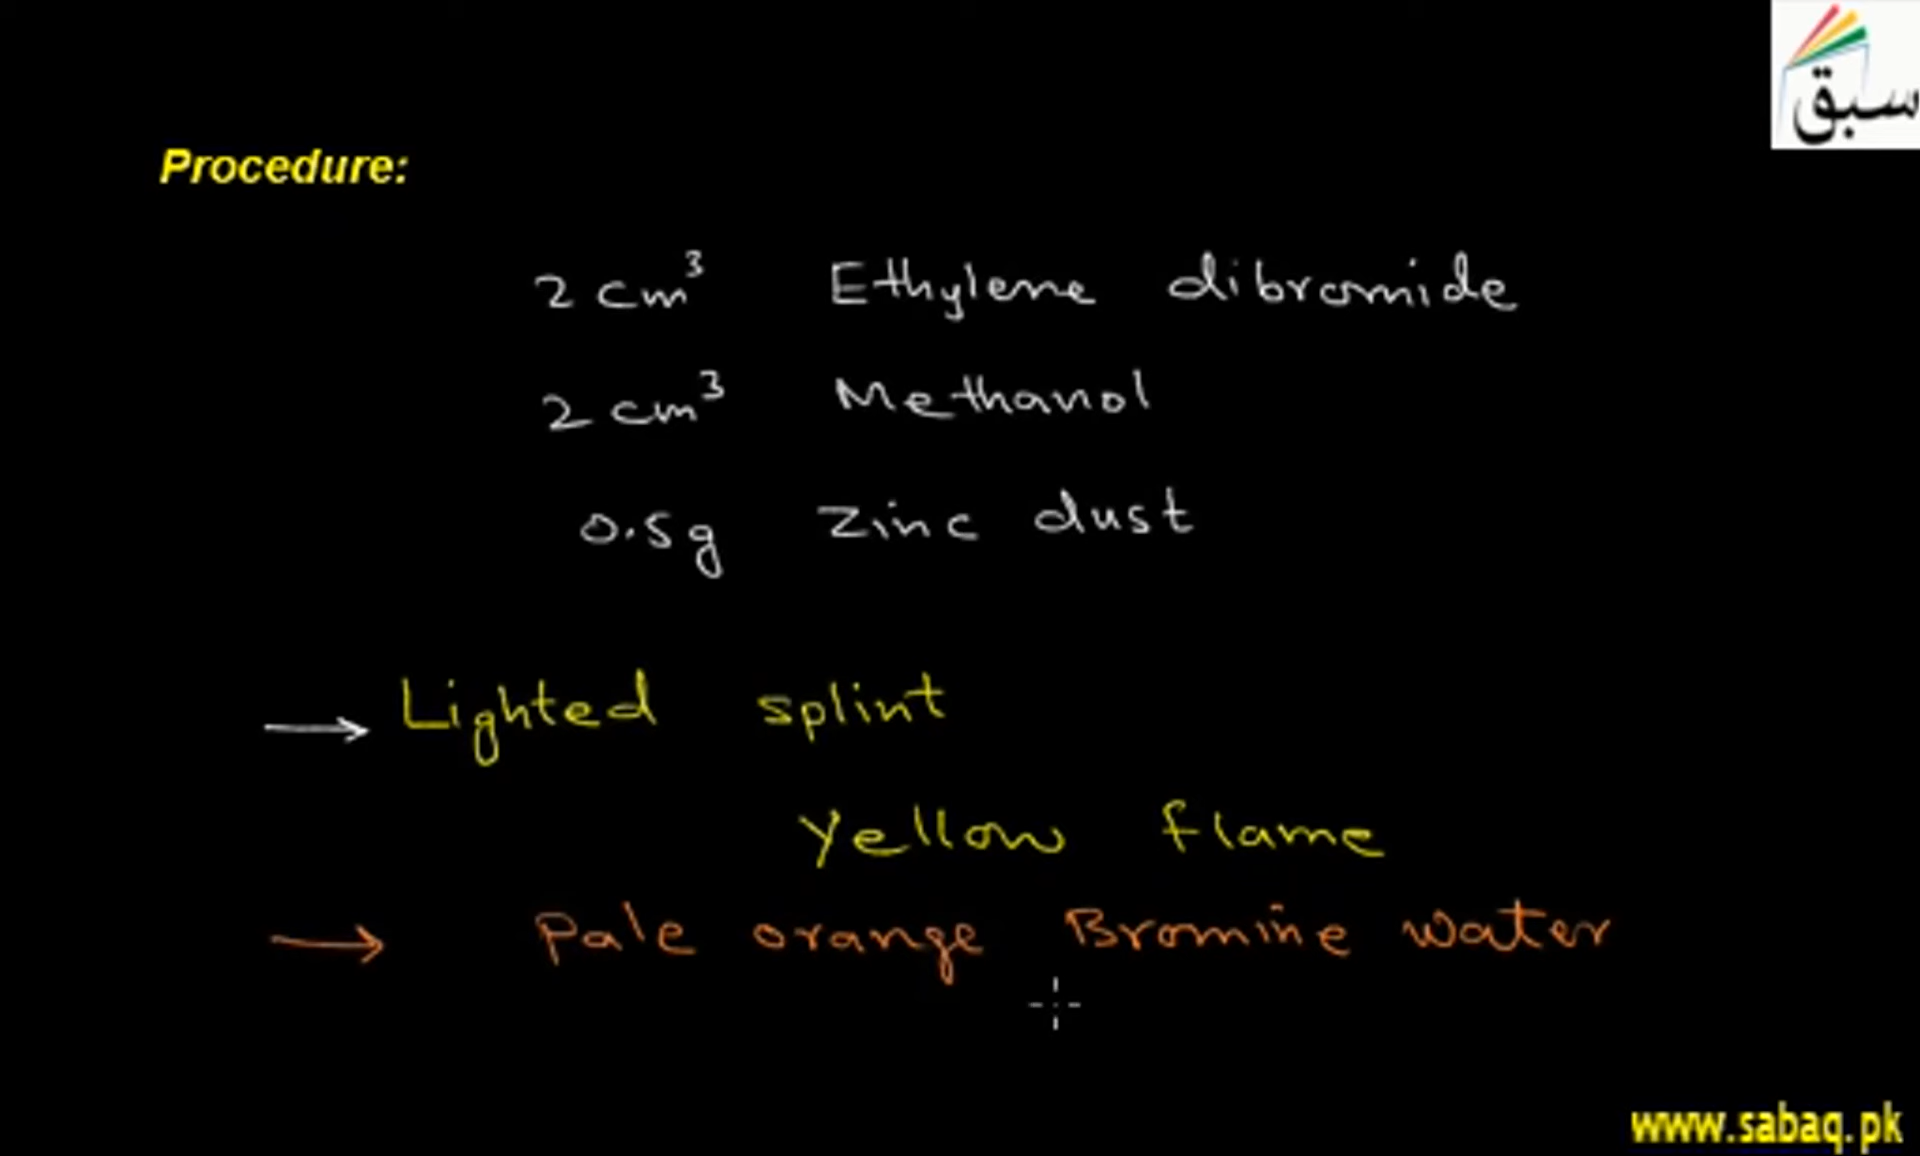 سبق
Procedure:
2 cm³ Ethylene dibromide
2 cm³ Methanol
0.5g Zinc dust
→ Lighted splint
Yellow flame
→ Pale orange Bromine water
www.sabaq.pk